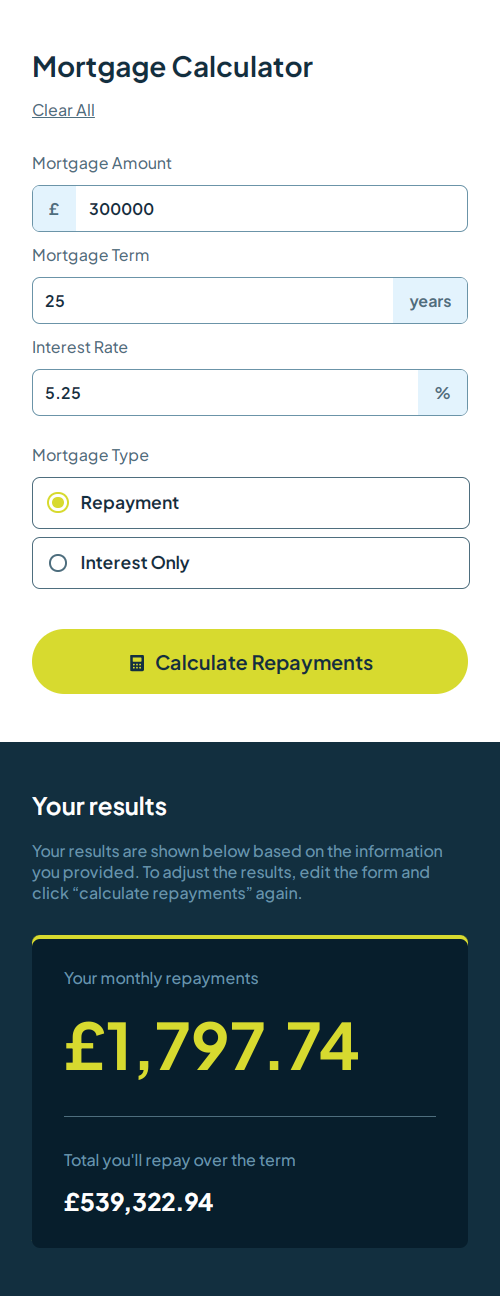 Mortgage Calculator
Clear All
Mortgage Amount
£ 300000
Mortgage Term
25 years
Interest Rate
5.25 %
Mortgage Type
Repayment
Interest Only
Calculate Repayments
Your results
Your results are shown below based on the information
you provided. To adjust the results, edit the form and
click “calculate repayments” again.
Your monthly repayments
£1,797.74
Total you'll repay over the term
£539,322.94